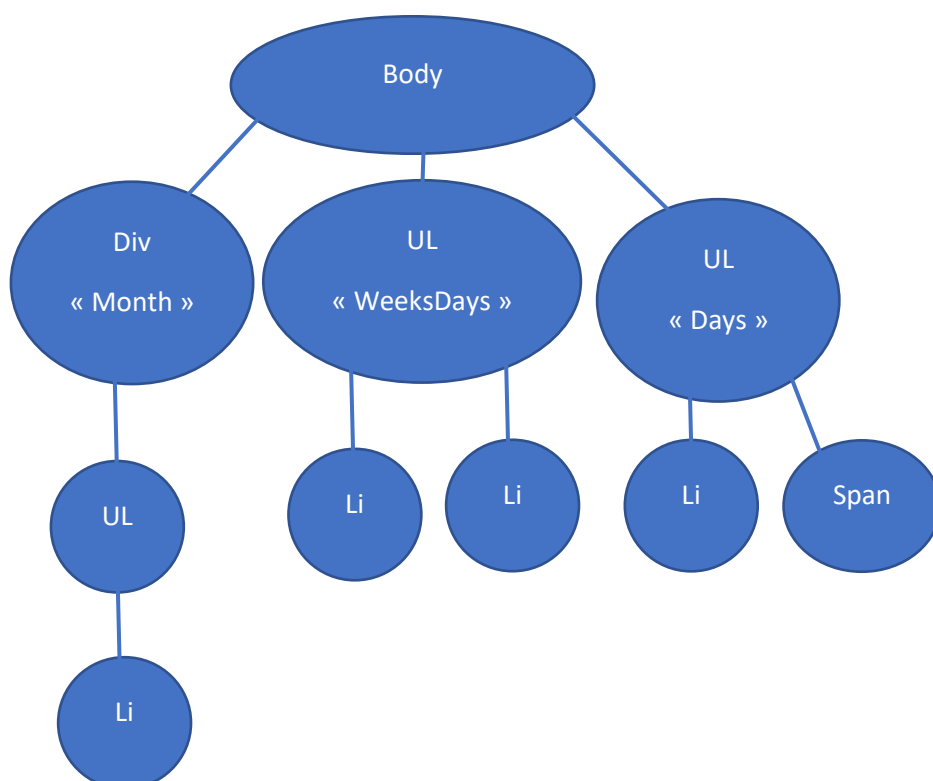 Body
Div
« Month »
UL
« WeeksDays »
UL
« Days »
UL
Li
Li
Li
Span
Li